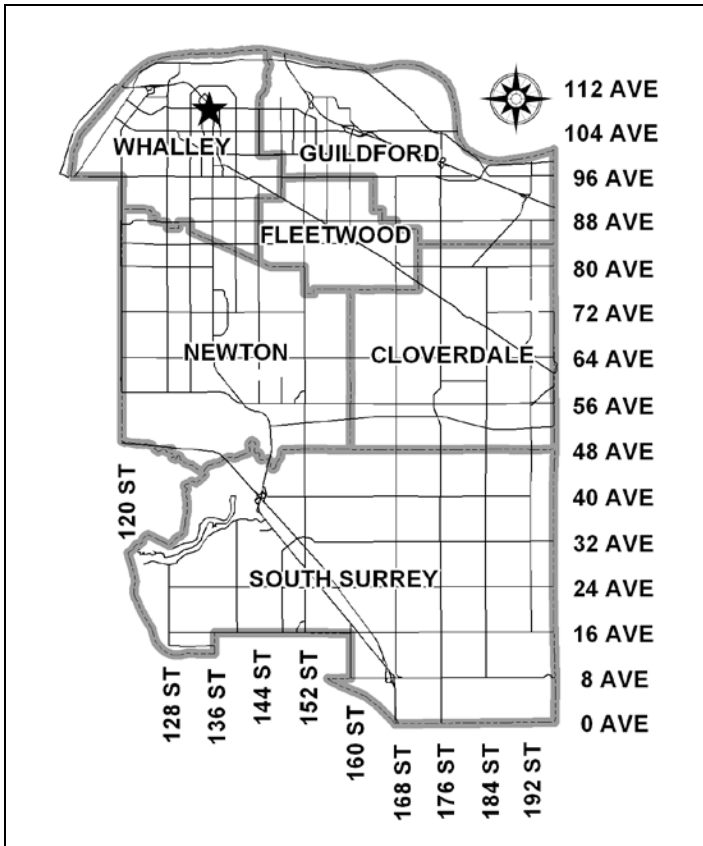 112 AVE
104 AVE
WHALLEY
GUILDFORD
96 AVE
88 AVE
FLEETWOOD
80 AVE
72 AVE
NEWTON
CLOVERDALE
64 AVE
56 AVE
48 AVE
120 ST
40 AVE
32 AVE
SOUTH SURREY
24 AVE
16 AVE
128 ST
136 ST
144 ST
152 ST
160 ST
8 AVE
0 AVE
168 ST
176 ST
184 ST
192 ST